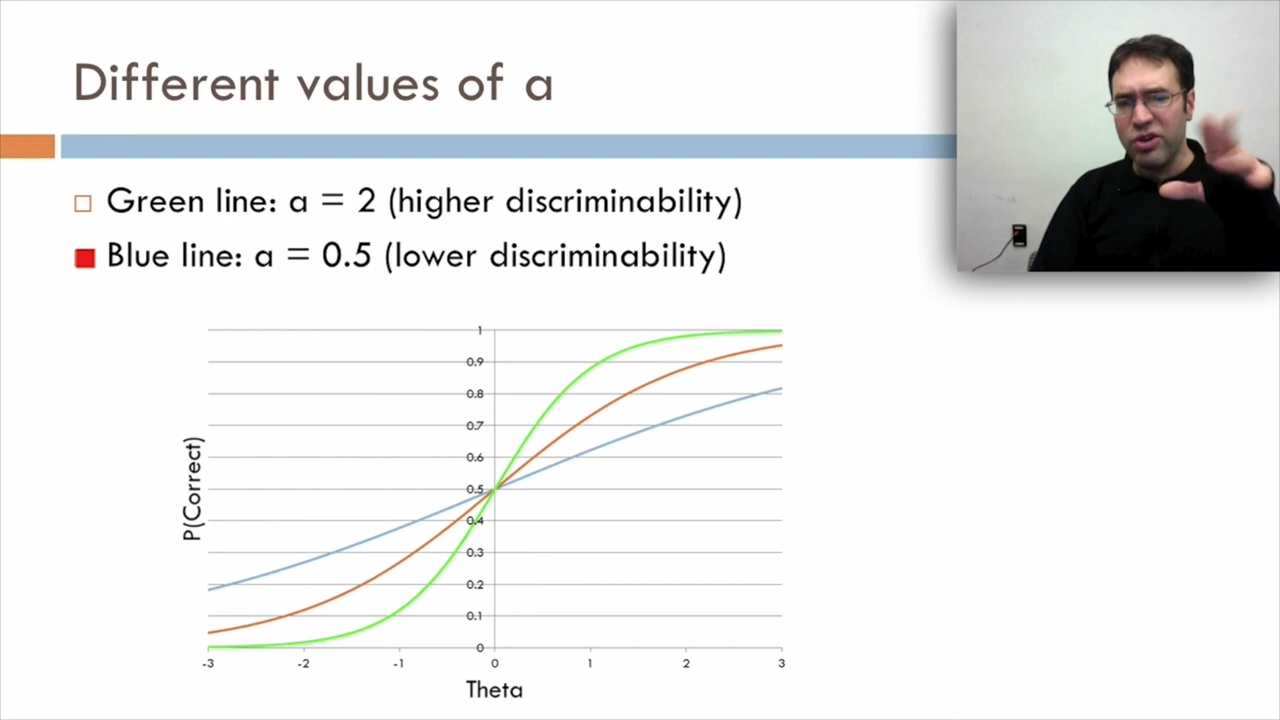 Different values of a
Green line: a = 2 (higher discriminability)
Blue line: a = 0.5 (lower discriminability)
1
0.9
0.8
0.7
0.6
0.5
0.4
0.3
0.2
0.1
0
P(Correct)
-3 -2 -1 0 1 2 3
Theta